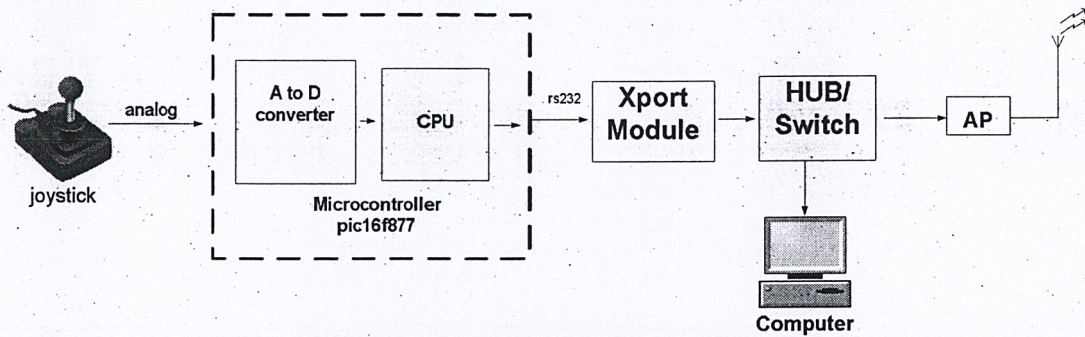 joystick
analog
A to D
converter
CPU
Microcontroller
pic16f877
rs232
Xport
Module
HUB/
Switch
AP
Computer